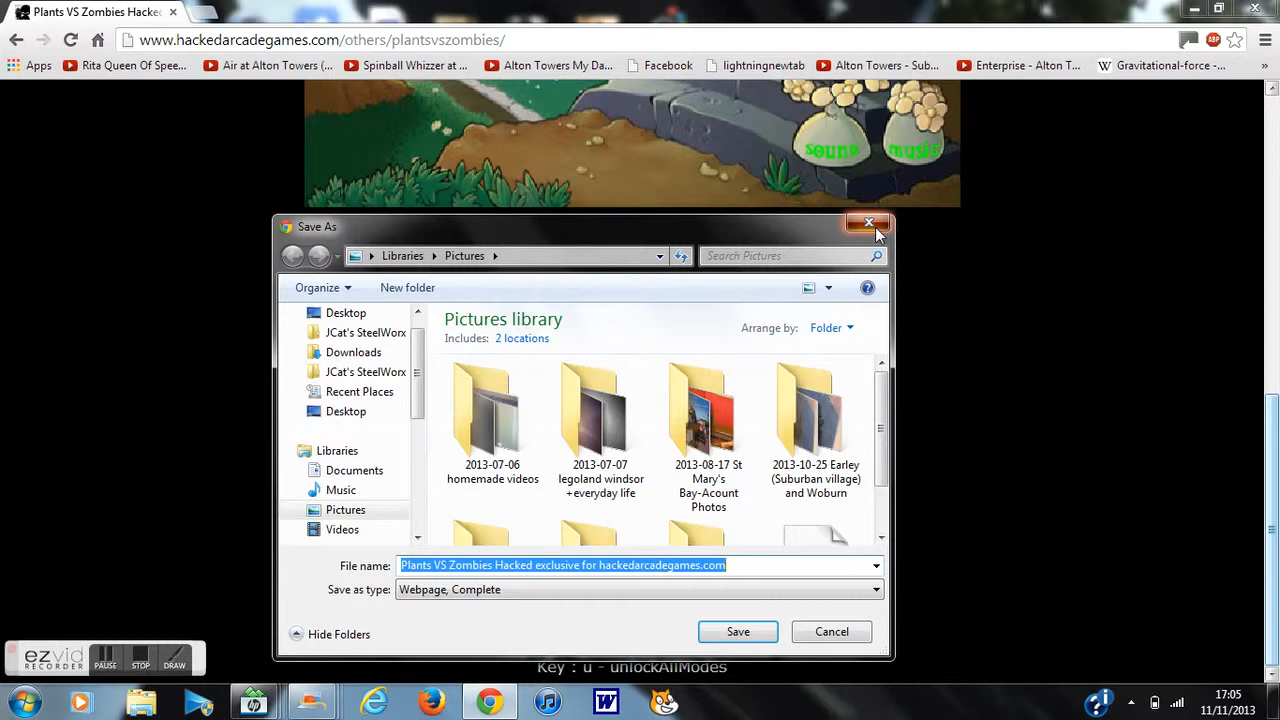 Plants VS Zombies Hacked
www.hackedarcadegames.com/others/plantsvszombies/
ABP
Apps Rita Queen Of Spee... Air at Alton Towers (... Spinball Whizzer at ... Alton Towers My Da... Facebook lightningnewtab Alton Towers - Sub... Enterprise - Alton T... W Gravitational-force -... »
sound music
Save As
Libraries Pictures Search Pictures
Organize New folder
Desktop
JCat's SteelWorx
Downloads
JCat's SteelWorx
Recent Places
Desktop
Libraries
Documents
Music
Pictures
Videos
Pictures library
Includes: 2 locations
Arrange by: Folder
2013-07-06
homemade videos
2013-07-07
legoland windsor
+everyday life
2013-08-17 St
Mary's
Bay-Acount
Photos
2013-10-25 Earley
(Suburban village)
and Woburn
File name: Plants VS Zombies Hacked exclusive for hackedarcadegames.com
Save as type: Webpage, Complete
Hide Folders Save Cancel
Key : u - unlockAllModes
ezvid
RECORDER
PAUSE STOP DRAW
hp
W
17:05
11/11/2013